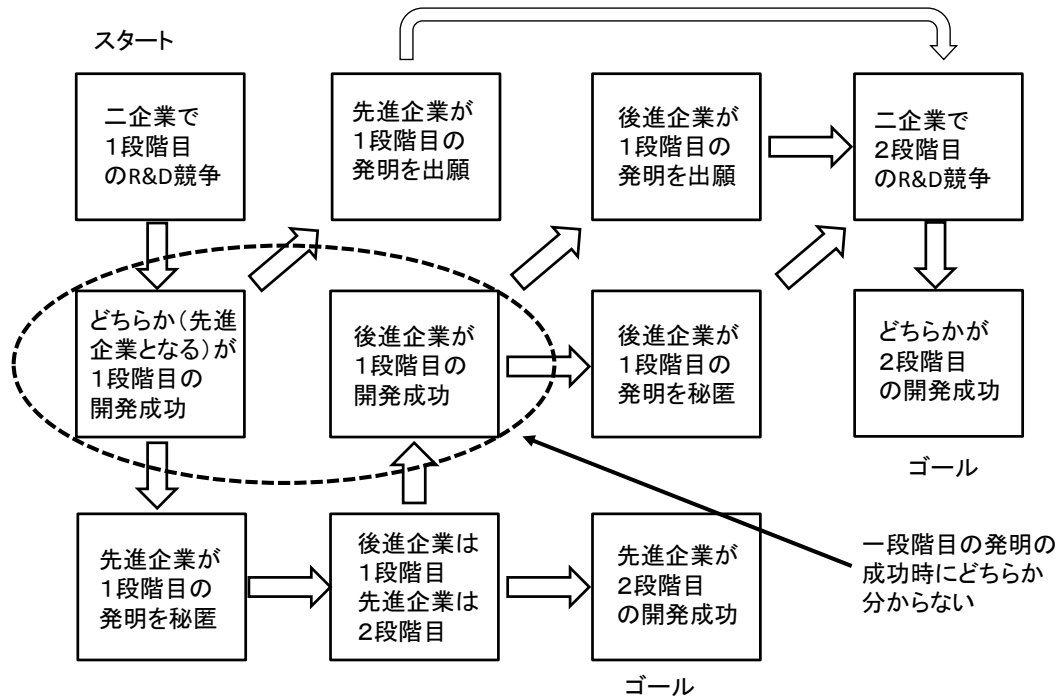 スタート
二企業で
１段階目
のR&D競争
先進企業が
１段階目の
発明を出願
後進企業が
１段階目の
発明を出願
二企業で
２段階目
のR&D競争
どちらか（先進
企業となる）が
１段階目の
開発成功
後進企業が
１段階目の
開発成功
後進企業が
１段階目の
発明を秘匿
どちらかが
２段階目
の開発成功
ゴール
先進企業が
１段階目の
発明を秘匿
後進企業は
１段階目
先進企業は
２段階目
先進企業が
２段階目
の開発成功
ゴール
一段階目の発明の
成功時にどちらか
分からない